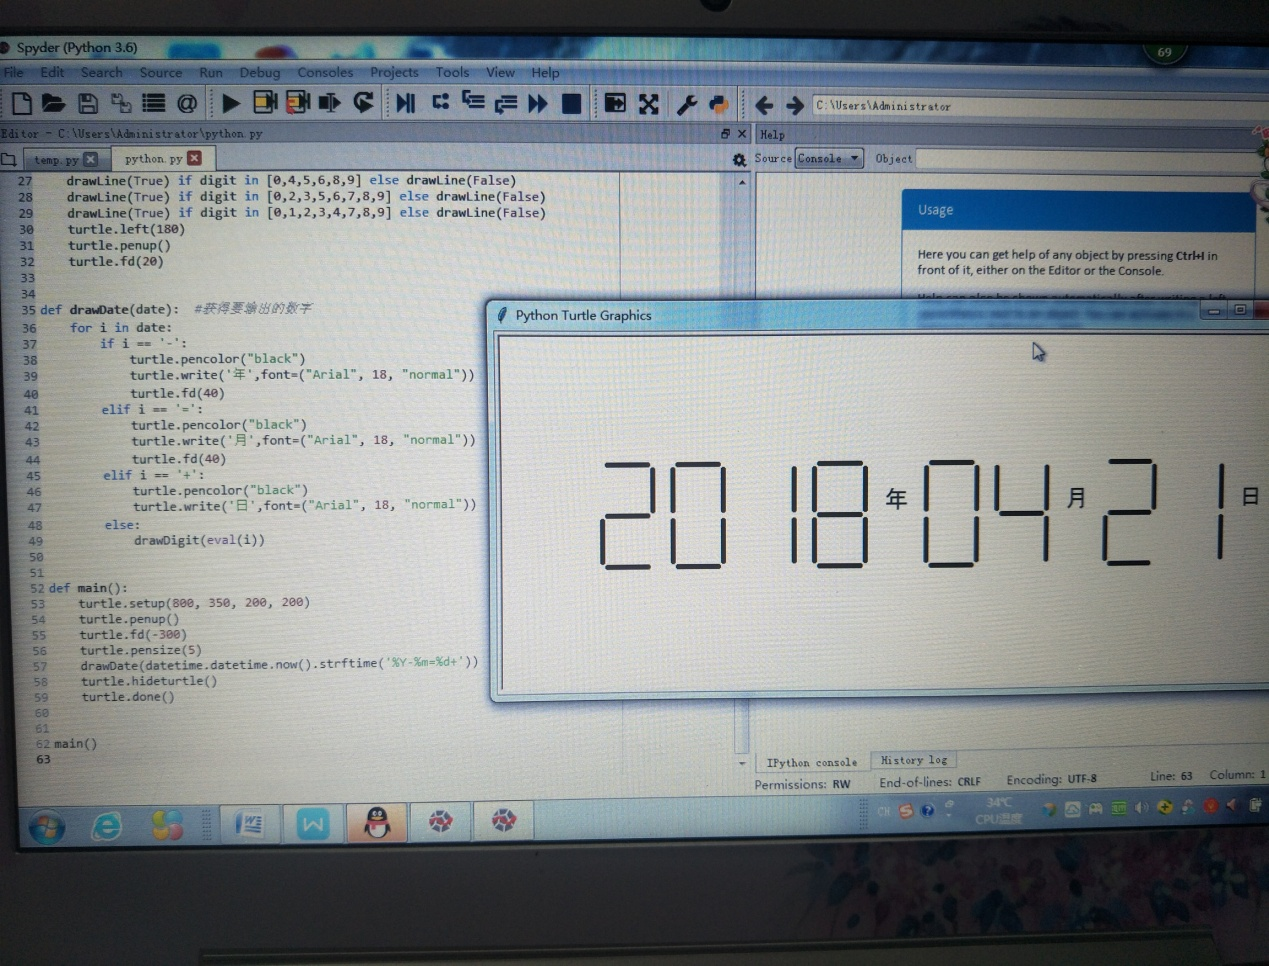 Spyder (Python 3.6)
69
File Edit Search Source Run Debug Consoles Projects Tools View Help
C:\Users\Administrator
Editor - C:\Users\Administrator\python.py
Help
temp.py
python.py
Source Console Object
27 drawLine(True) if digit in [0,4,5,6,8,9] else drawLine(False)
28 drawLine(True) if digit in [0,2,3,5,6,7,8,9] else drawLine(False)
29 drawLine(True) if digit in [0,1,2,3,4,7,8,9] else drawLine(False)
30 turtle.left(180)
31 turtle.penup()
32 turtle.fd(20)
33
34
35 def drawDate(date): #获得要输出的数字
36 for i in date:
37 if i == '-':
38 turtle.pencolor("black")
39 turtle.write('年',font=("Arial", 18, "normal"))
40 turtle.fd(40)
41 elif i == '=':
42 turtle.pencolor("black")
43 turtle.write('月',font=("Arial", 18, "normal"))
44 turtle.fd(40)
45 elif i == '+':
46 turtle.pencolor("black")
47 turtle.write('日',font=("Arial", 18, "normal"))
48 else:
49 drawDigit(eval(i))
50
51
52 def main():
53 turtle.setup(800, 350, 200, 200)
54 turtle.penup()
55 turtle.fd(-300)
56 turtle.pensize(5)
57 drawDate(datetime.datetime.now().strftime('%Y-%m=%d+'))
58 turtle.hideturtle()
59 turtle.done()
60
61
62 main()
63
Usage
Here you can get help of any object by pressing Ctrl+I in
front of it, either on the Editor or the Console.
Python Turtle Graphics
2018年04月21日
IPython console
History log
Permissions: RW End-of-lines: CRLF Encoding: UTF-8 Line: 63 Column: 1
CH
34℃
CPU温度